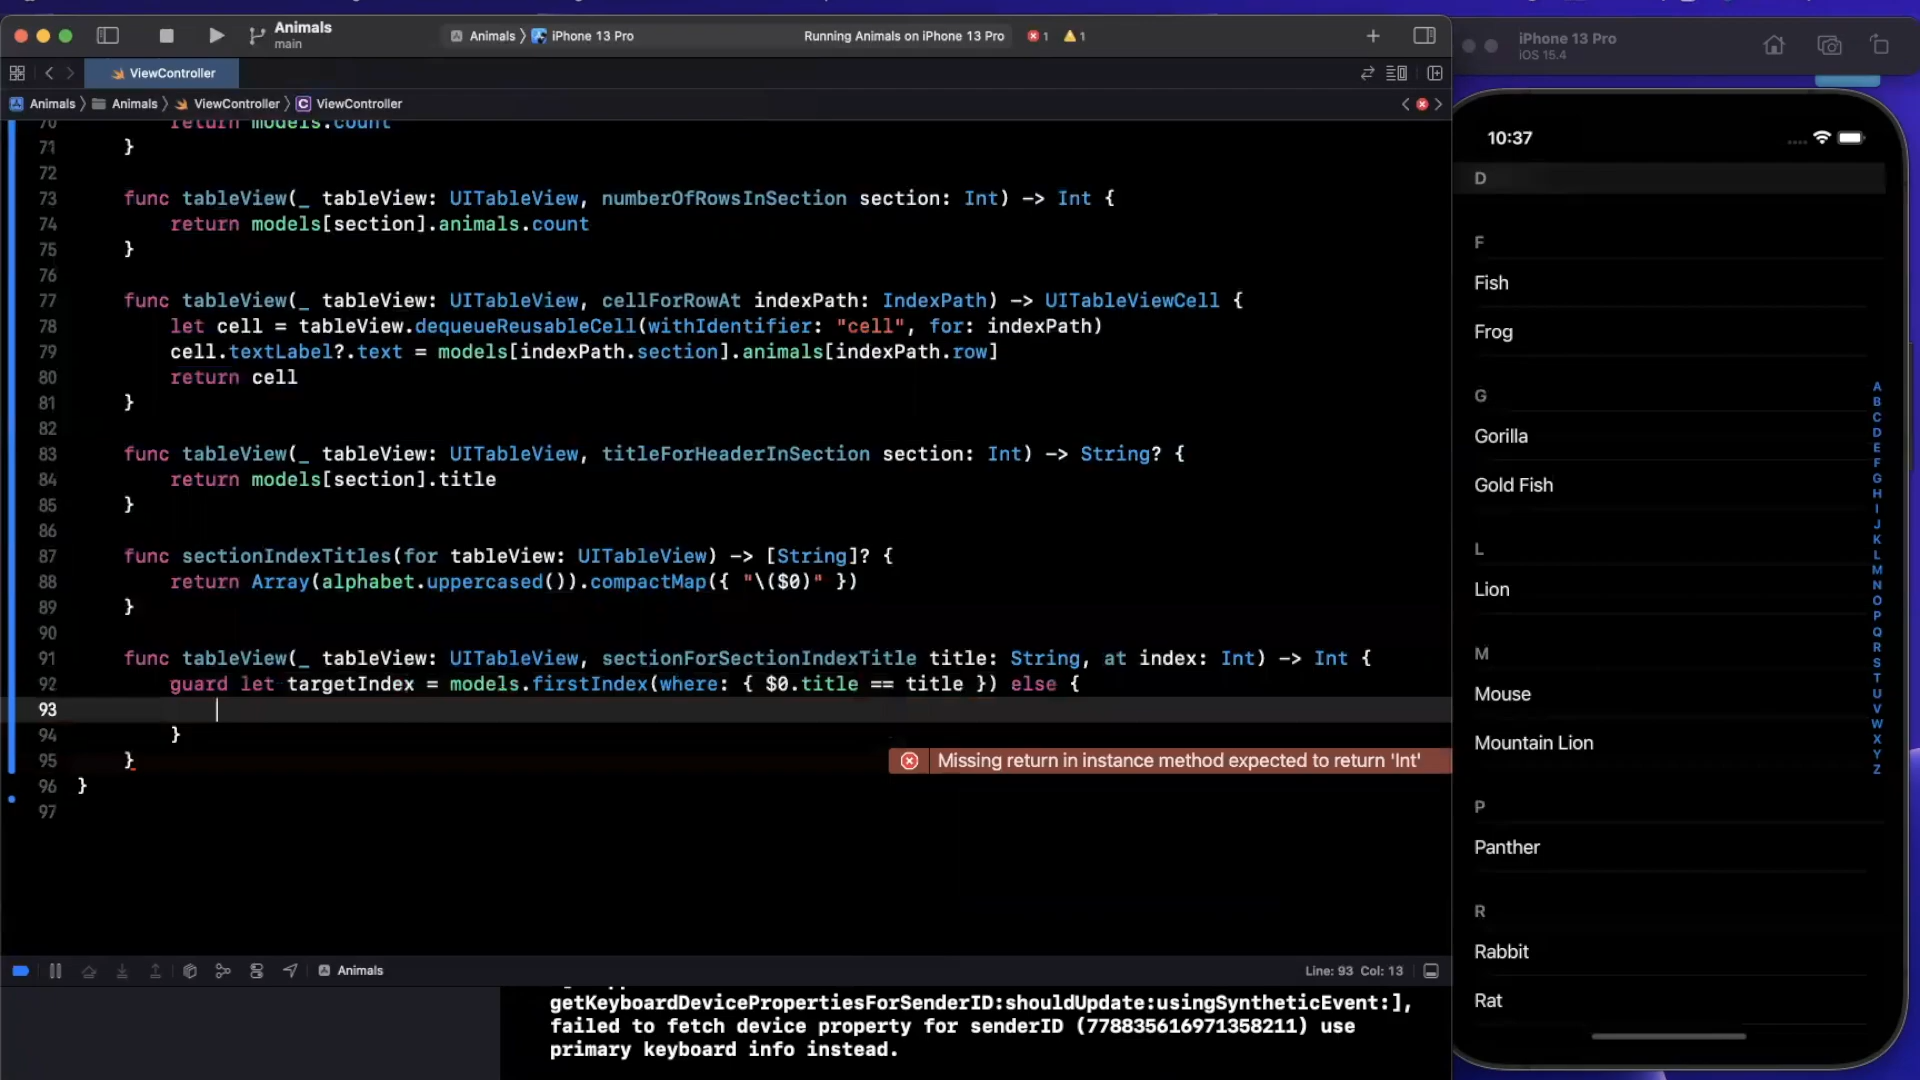 Animals
main
Animals
iPhone 13 Pro
Running Animals on iPhone 13 Pro
1
1
ViewController
Animals
Animals
ViewController
C
ViewController
70 return models.count
71 }
72
73 func tableView(_ tableView: UITableView, numberOfRowsInSection section: Int) -> Int {
74 return models[section].animals.count
75 }
76
77 func tableView(_ tableView: UITableView, cellForRowAt indexPath: IndexPath) -> UITableViewCell {
78 let cell = tableView.dequeueReusableCell(withIdentifier: "cell", for: indexPath)
79 cell.textLabel?.text = models[indexPath.section].animals[indexPath.row]
80 return cell
81 }
82
83 func tableView(_ tableView: UITableView, titleForHeaderInSection section: Int) -> String? {
84 return models[section].title
85 }
86
87 func sectionIndexTitles(for tableView: UITableView) -> [String]? {
88 return Array(alphabet.uppercased()).compactMap({ "\($0)" })
89 }
90
91 func tableView(_ tableView: UITableView, sectionForSectionIndexTitle title: String, at index: Int) -> Int {
92 guard let targetIndex = models.firstIndex(where: { $0.title == title }) else {
93
94 }
95 } Missing return in instance method expected to return 'Int'
96 }
97
Animals
Line: 93 Col: 13
getKeyboardDevicePropertiesForSenderID:shouldUpdate:usingSyntheticEvent:],
failed to fetch device property for senderID (778835616971358211) use
primary keyboard info instead.
iPhone 13 Pro
iOS 15.4
10:37
D
F
Fish
Frog
G
Gorilla
Gold Fish
L
Lion
M
Mouse
Mountain Lion
P
Panther
R
Rabbit
Rat
A
B
C
D
E
F
G
H
I
J
K
L
M
N
O
P
Q
R
S
T
U
V
W
X
Y
Z